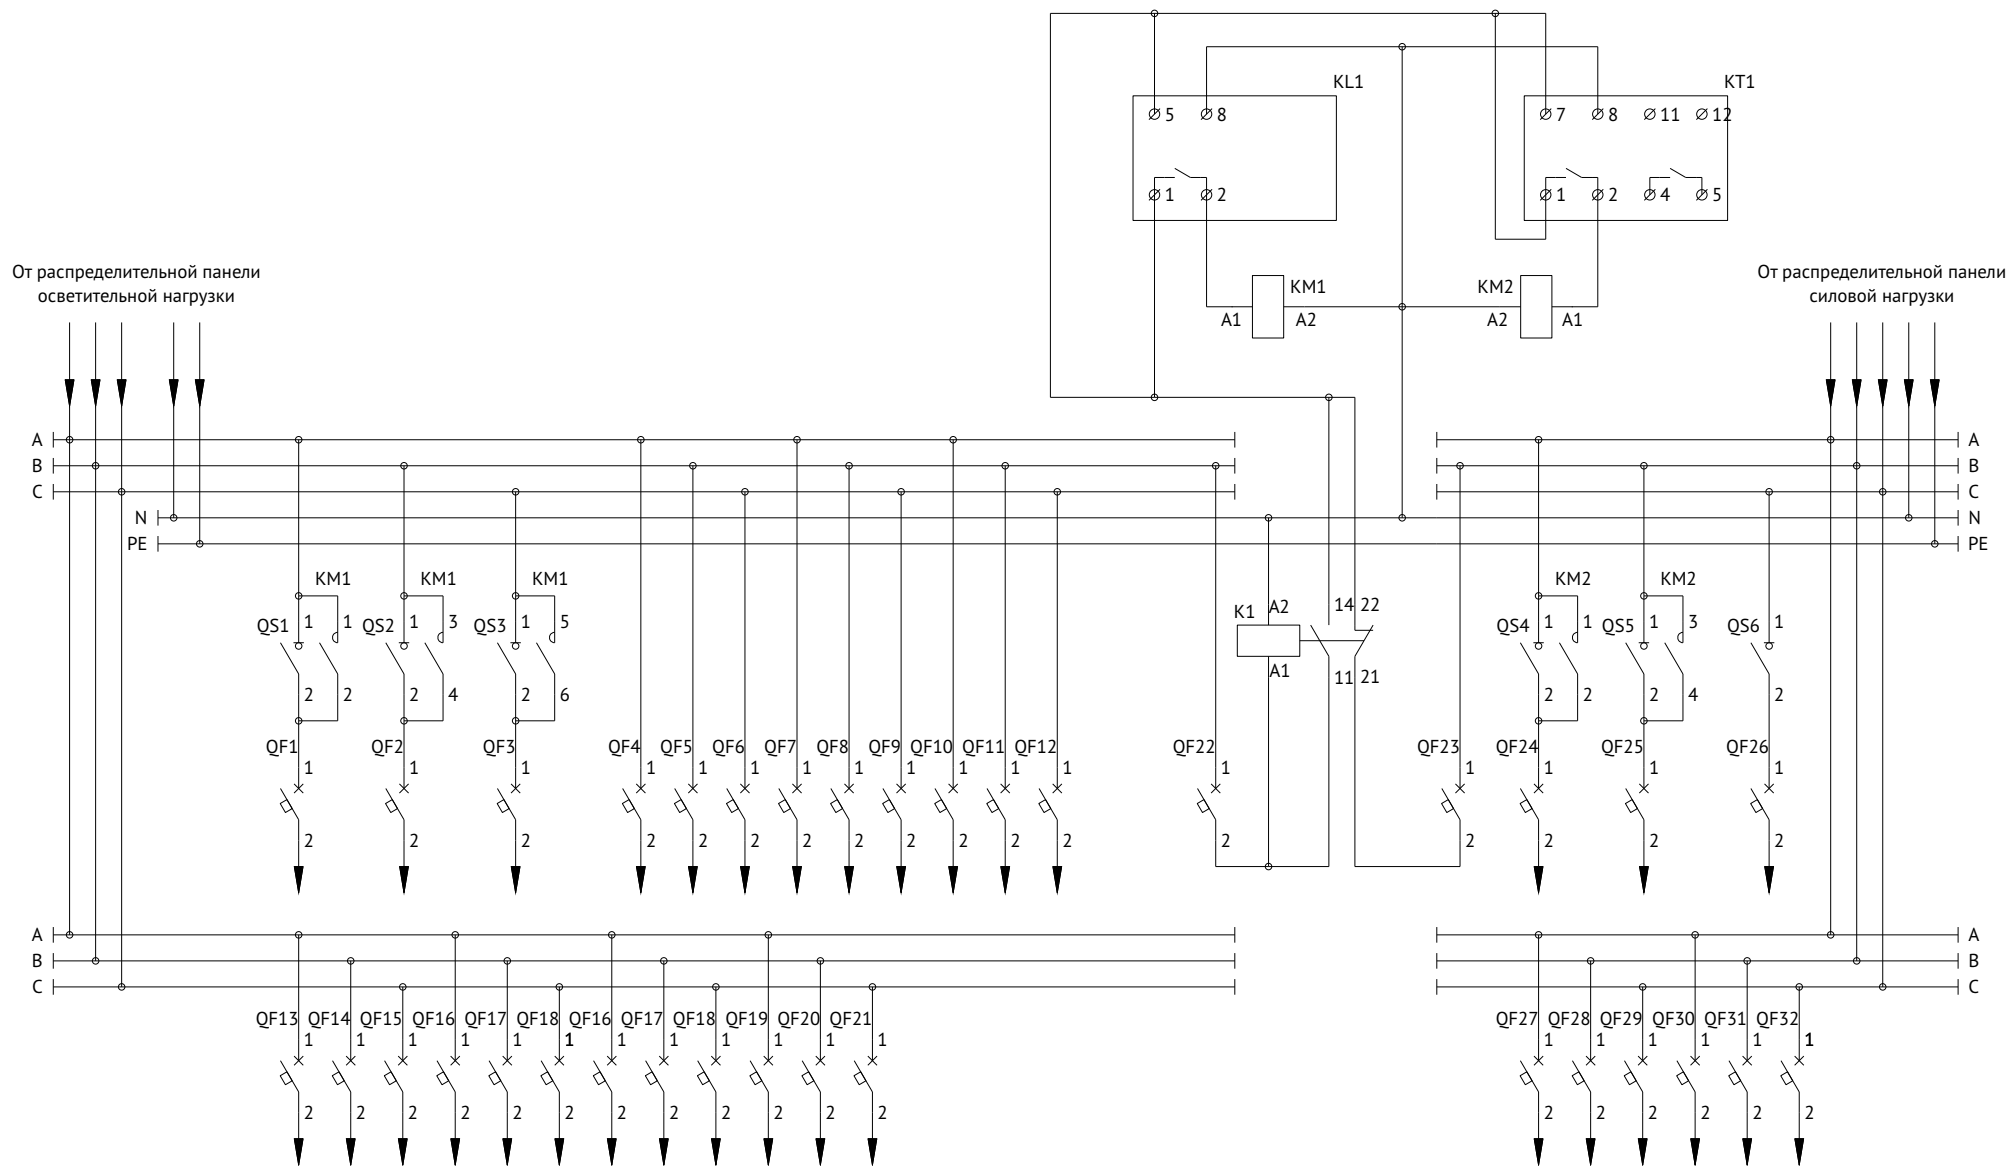 KL1
KT1
5 8
7 8 11 12
1 2
1 2 4 5
От распределительной панели
осветительной нагрузки
От распределительной панели
силовой нагрузки
KM1
KM2
A1 A2
A2 A1
A A
B B
C C
N N
PE PE
KM1 KM1 KM1
KM2 KM2
QS1 1 1 QS2 1 3 QS3 1 5
K1 A2 14 22
QS4 1 1 QS5 1 3 QS6 1
A1 11 21
2 2 2 4 2 6
2 2 2 4 2
QF1 QF2 QF3 QF4 QF5 QF6 QF7 QF8 QF9 QF10 QF11 QF12 QF22 QF23 QF24 QF25 QF26
1 1 1 1 1 1 1 1 1 1 1 1 1 1 1 1 1
2 2 2 2 2 2 2 2 2 2 2 2 2 2 2 2 2
A A
B B
C C
QF13 QF14 QF15 QF16 QF17 QF18 QF16 QF17 QF18 QF19 QF20 QF21 QF27 QF28 QF29 QF30 QF31 QF32
1 1 1 1 1 1 1 1 1 1 1 1 1 1 1 1 1 1
2 2 2 2 2 2 2 2 2 2 2 2 2 2 2 2 2 2